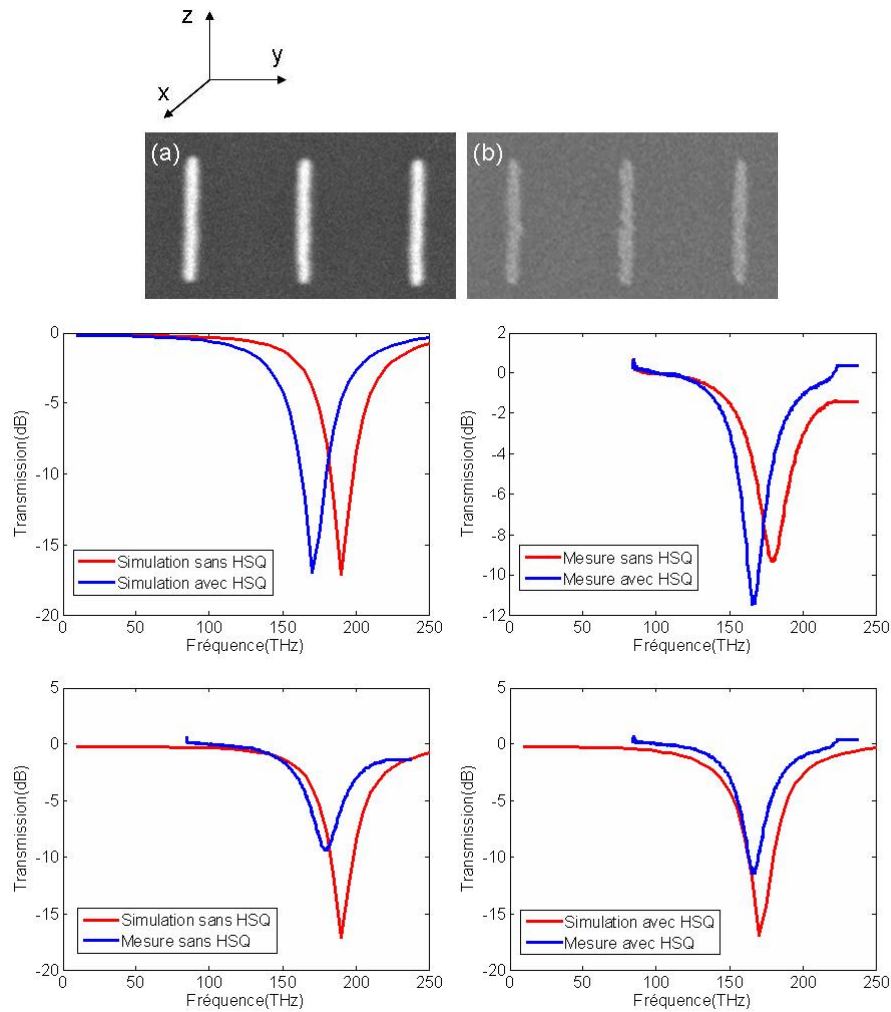 z
y
x
(a)
(b)
0
-5
-10
-15
-20
Transmission(dB)
0
50
100
150
200
250
Fréquence(THz)
Simulation sans HSQ
Simulation avec HSQ
2
0
-2
-4
-6
-8
-10
-12
Transmission(dB)
0
50
100
150
200
250
Fréquence(THz)
Mesure sans HSQ
Mesure avec HSQ
5
0
-5
-10
-15
-20
Transmission(dB)
0
50
100
150
200
250
Fréquence(THz)
Simulation sans HSQ
Mesure sans HSQ
5
0
-5
-10
-15
-20
Transmission(dB)
0
50
100
150
200
250
Fréquence(THz)
Simulation avec HSQ
Mesure avec HSQ